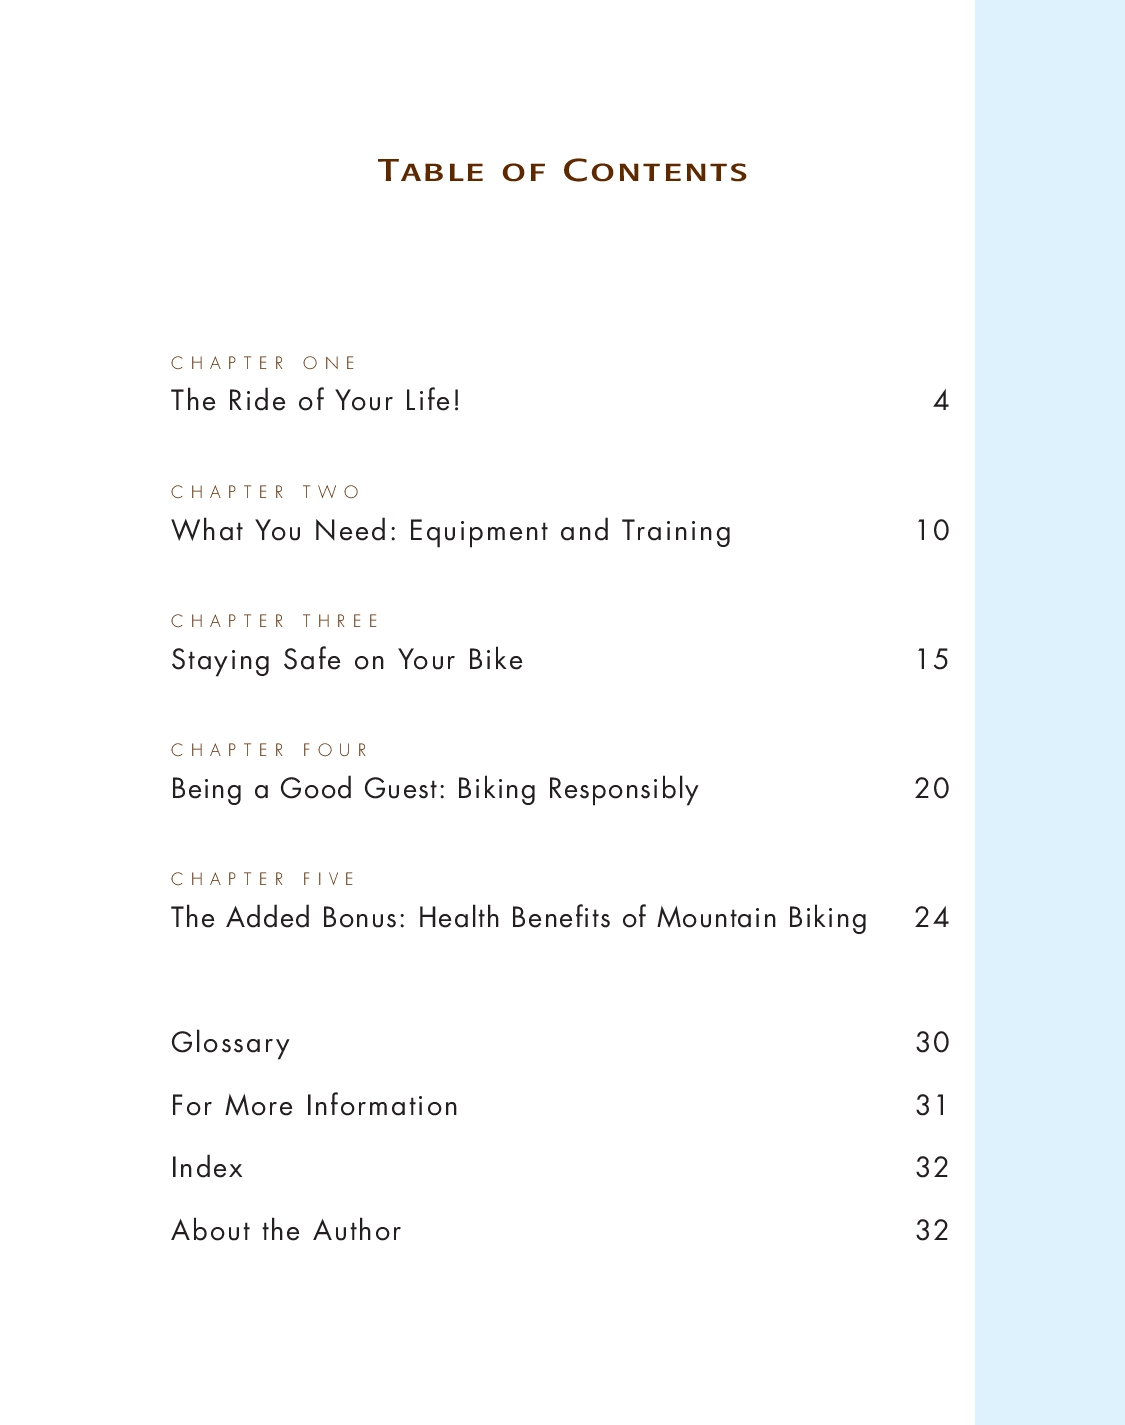 TABLE OF CONTENTS
CHAPTER ONE
The Ride of Your Life! 4
CHAPTER TWO
What You Need: Equipment and Training 10
CHAPTER THREE
Staying Safe on Your Bike 15
CHAPTER FOUR
Being a Good Guest: Biking Responsibly 20
CHAPTER FIVE
The Added Bonus: Health Benefits of Mountain Biking 24
Glossary 30
For More Information 31
Index 32
About the Author 32